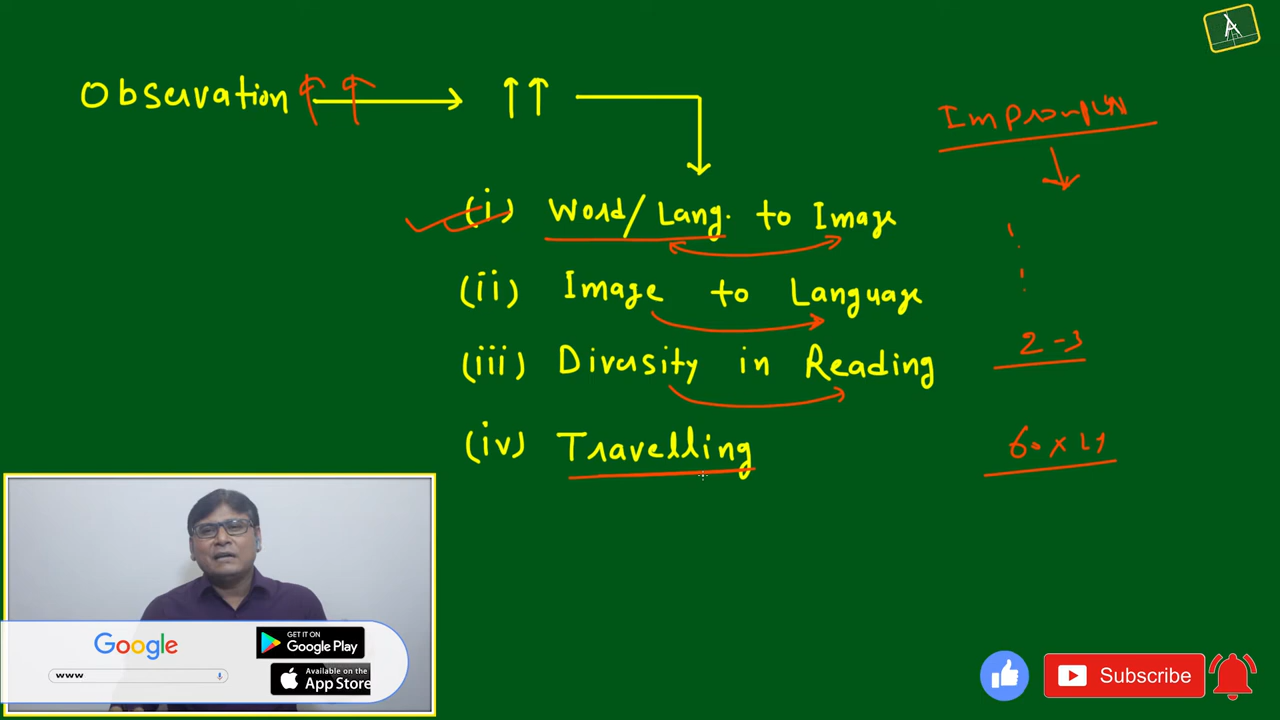 A
Observation ↑↑ → ↑↑
Impromptu
(i) Word/Lang. to Image
(ii) Image to Language
2-3
(iii) Diversity in Reading
(iv) Travelling
Google
www
GET IT ON
Google Play
Available on the
App Store
Subscribe